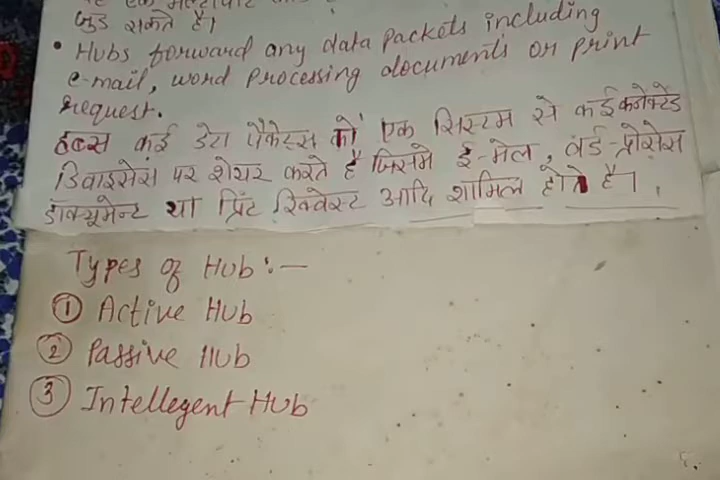 जुड़ सकते है।
• Hubs forward any data packets including
e-mail, word processing documents or print
request.
हब्स कई डेटा पैकेट्स को एक सिस्टम से कई कनेक्टेड
डिवाइसेस पर शेयर करते है जिसमे ई-मेल, वर्ड-प्रोसेस
डॉक्यूमेन्ट या प्रिंट रिक्वेस्ट आदि शामिल होते है।
Types of Hub :-
① Active Hub
② Passive Hub
③ Intellegent Hub